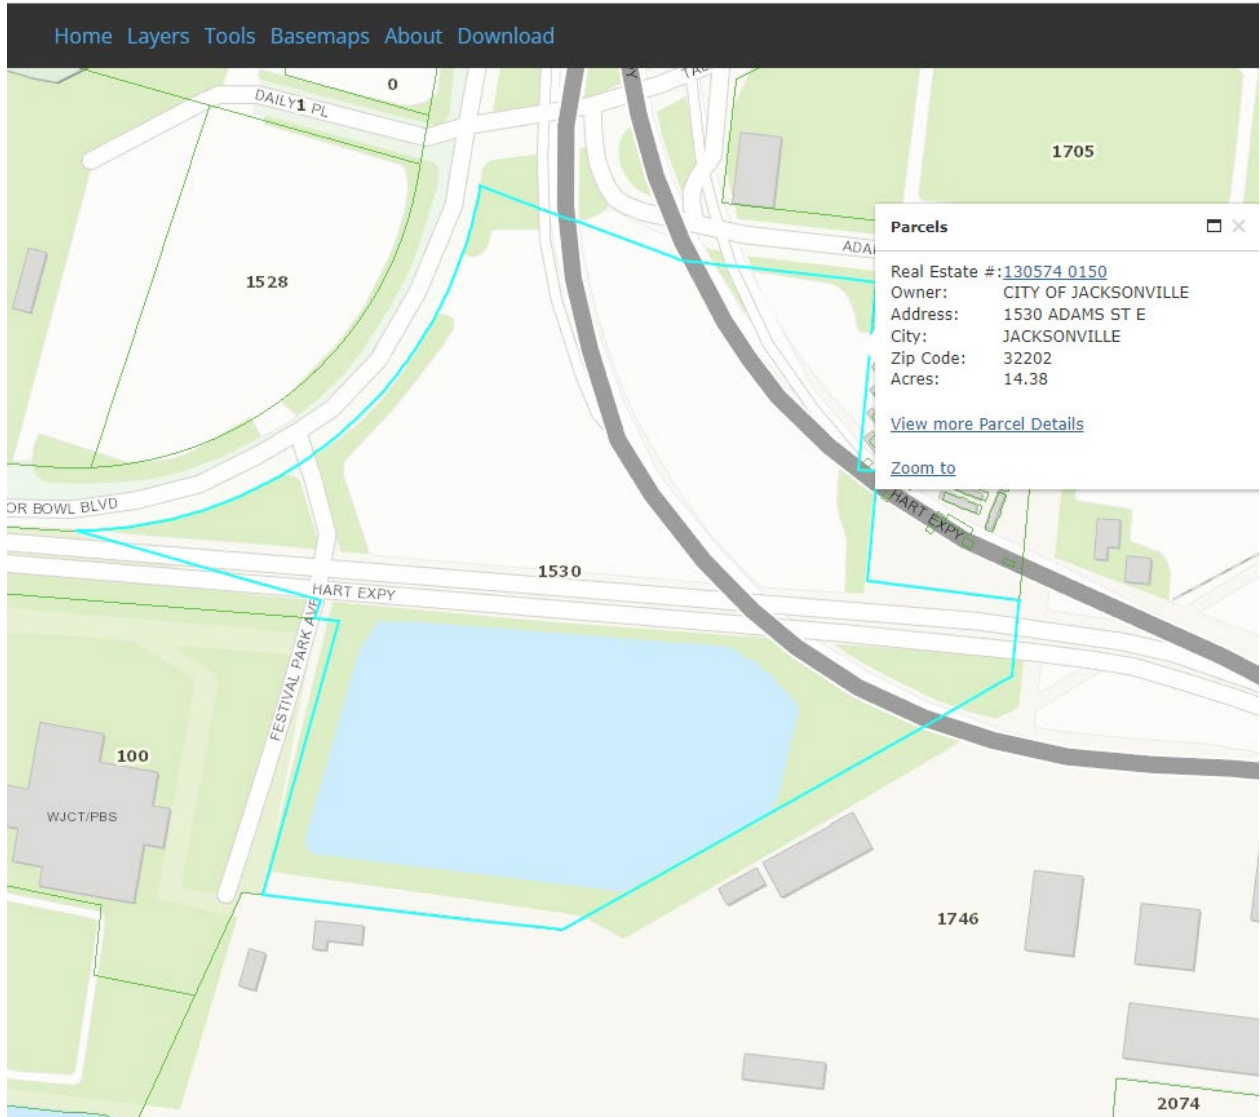 Home Layers Tools Basemaps About Download
0
DAILY PL
1
1705
ADA
1528
Parcels
Real Estate #: 130574 0150
Owner: CITY OF JACKSONVILLE
Address: 1530 ADAMS ST E
City: JACKSONVILLE
Zip Code: 32202
Acres: 14.38
View more Parcel Details
Zoom to
OR BOWL BLVD
HART EXPY
1530
HART EXPY
FESTIVAL PARK AVE
100
WJCT/PBS
1746
2074